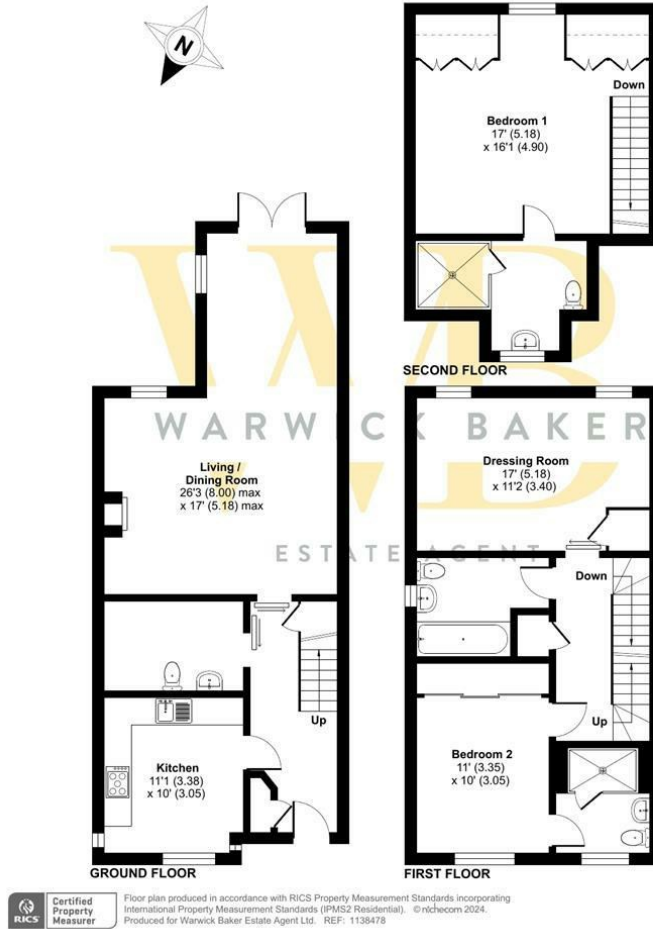 N
Bedroom 1
17' (5.18)
x 16'1 (4.90)
Down
SECOND FLOOR
WB
WARWICK BAKER
ESTATE AGENT
Living /
Dining Room
26'3 (8.00) max
x 17' (5.18) max
Up
Kitchen
11'1 (3.38)
x 10' (3.05)
GROUND FLOOR
Dressing Room
17' (5.18)
x 11'2 (3.40)
Down
Up
Bedroom 2
11' (3.35)
x 10' (3.05)
FIRST FLOOR
RICS
Certified
Property
Measurer
Floor plan produced in accordance with RICS Property Measurement Standards incorporating
International Property Measurement Standards (IPMS2 Residential). © nichecom 2024.
Produced for Warwick Baker Estate Agent Ltd. REF: 1138478